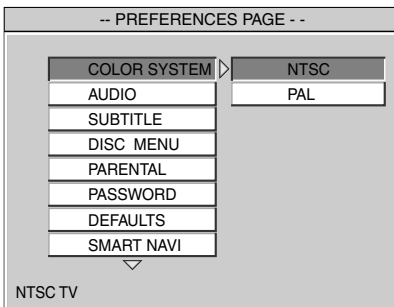 -- PREFERENCES PAGE - -
COLOR SYSTEM NTSC
AUDIO PAL
SUBTITLE
DISC MENU
PARENTAL
PASSWORD
DEFAULTS
SMART NAVI
NTSC TV